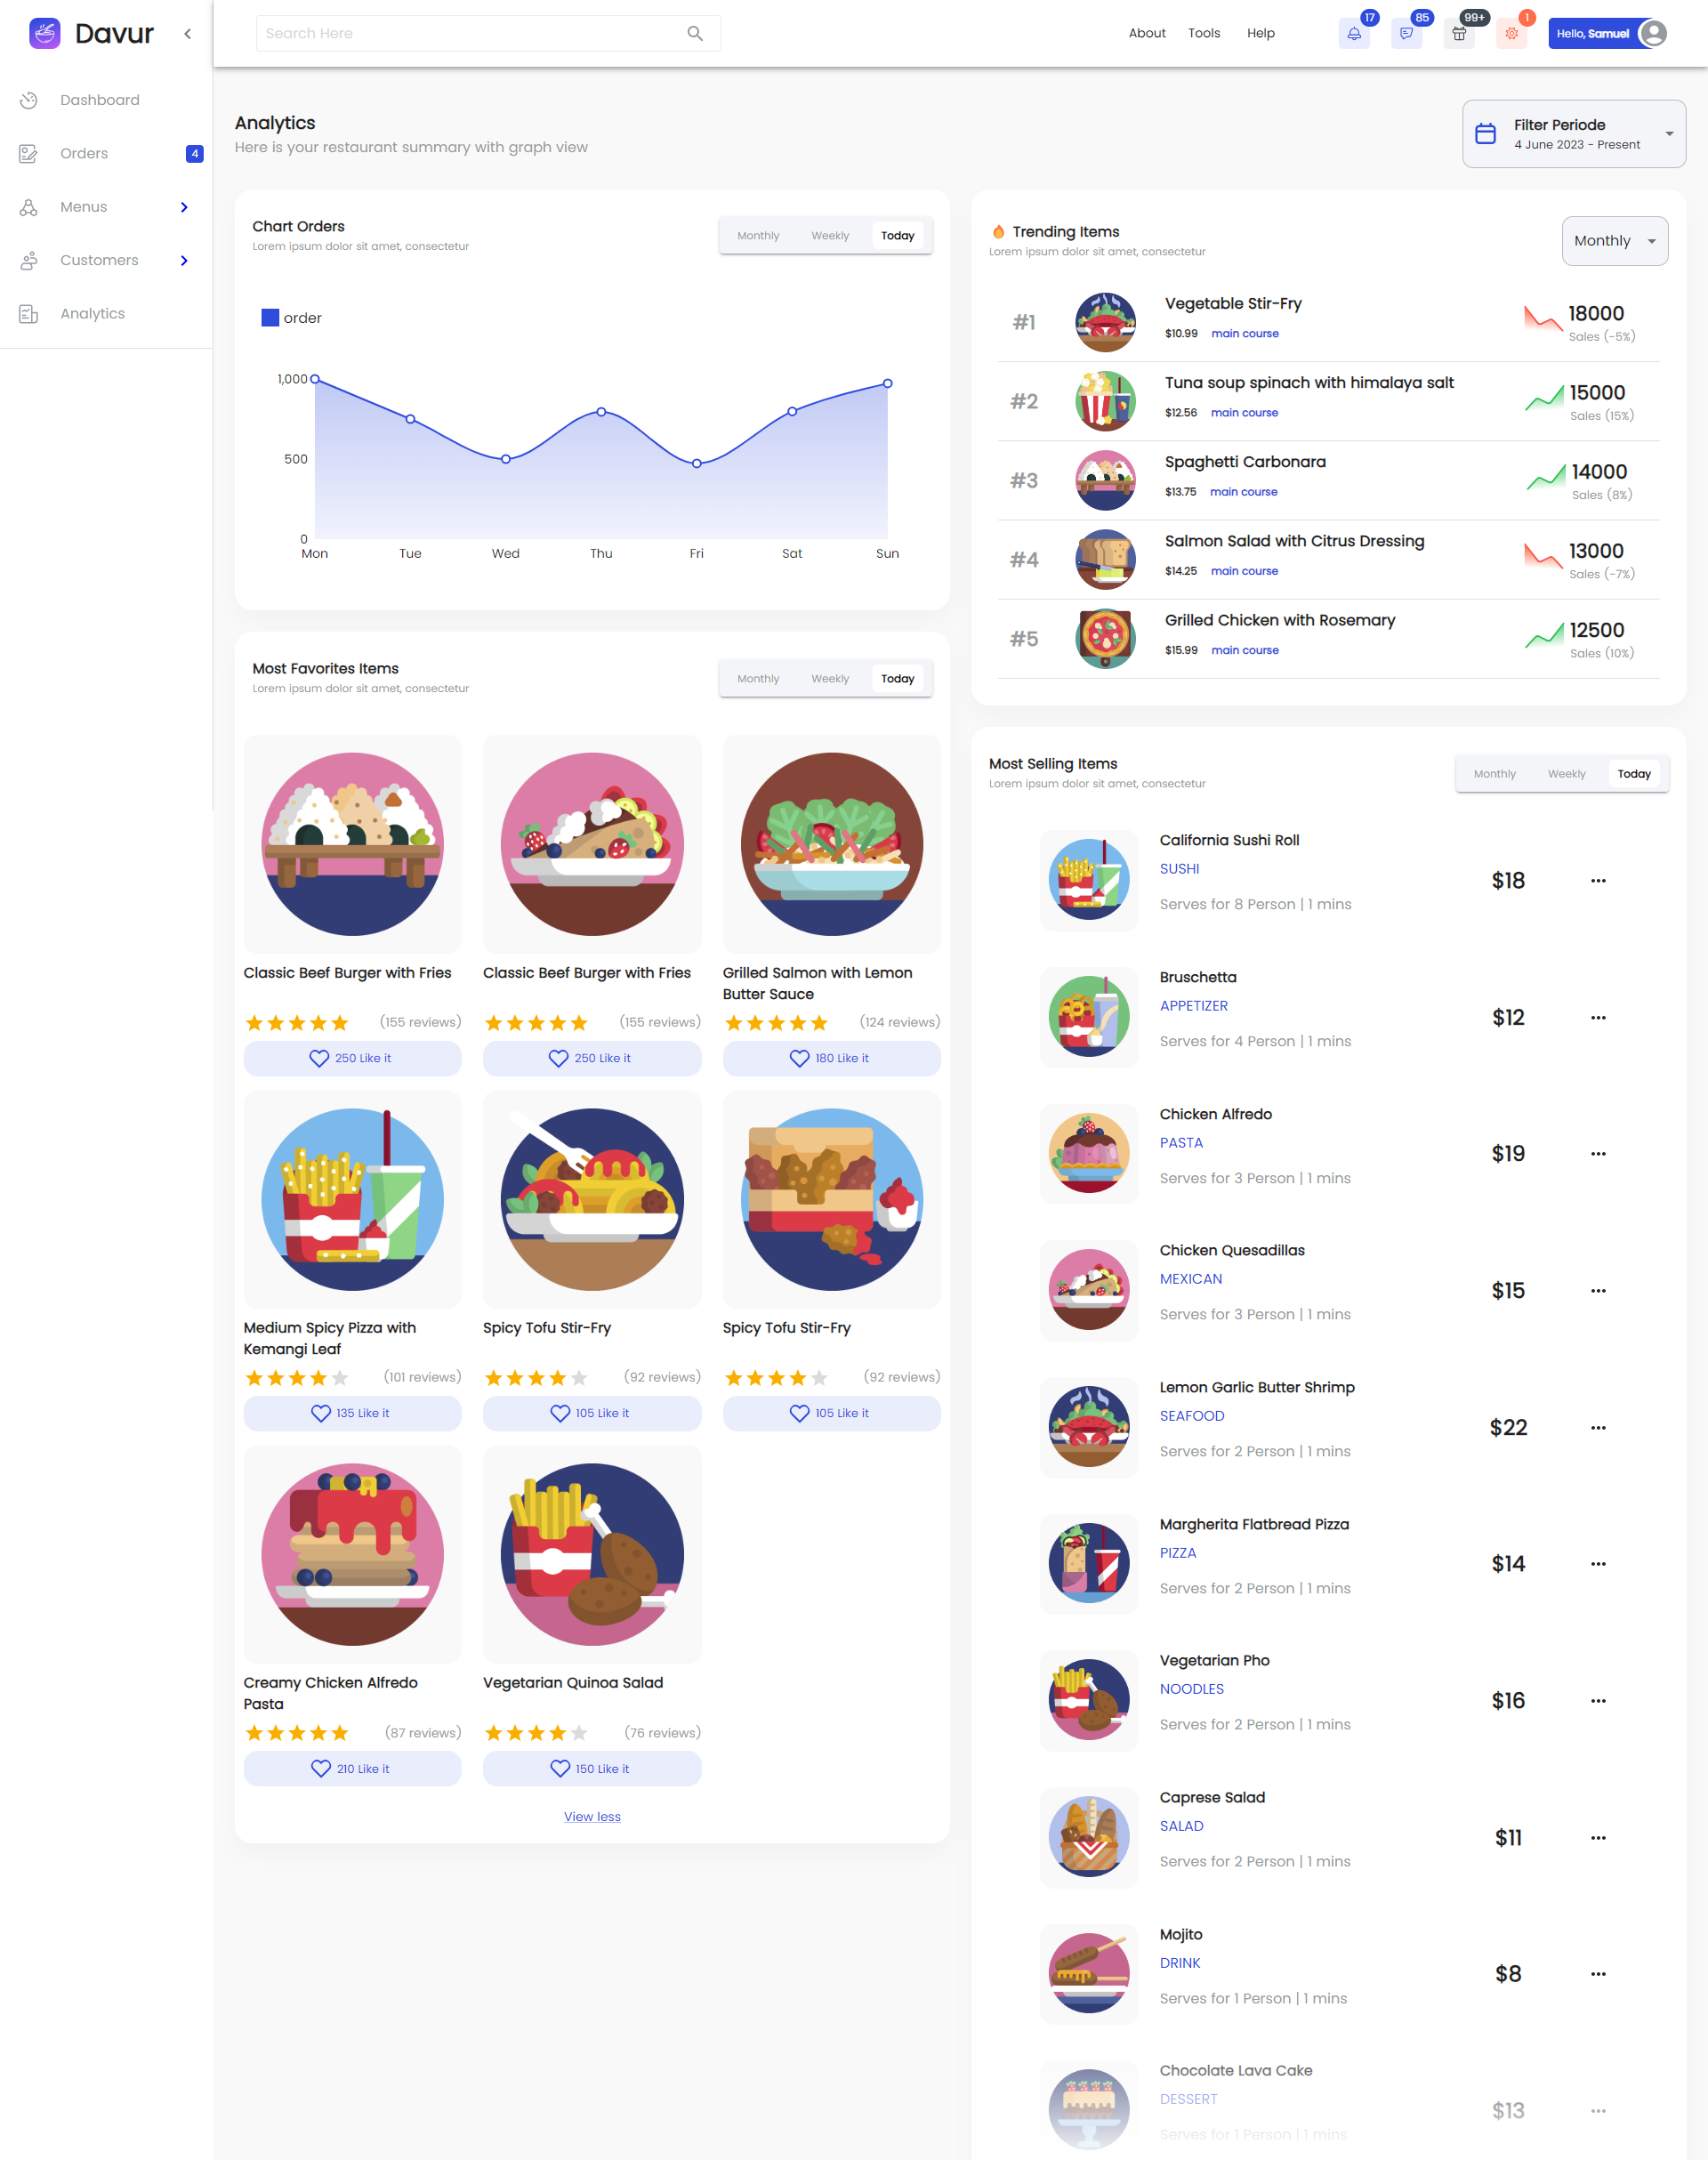 Davur
Search Here
About
Tools
Help
17
85
99+
1
Hello, Samuel
Dashboard
Orders
4
Menus
Customers
Analytics
Analytics
Here is your restaurant summary with graph view
Filter Periode
4 June 2023 - Present
Chart Orders
Lorem ipsum dolor sit amet, consectetur
Monthly
Weekly
Today
order
1,000
500
0
Mon
Tue
Wed
Thu
Fri
Sat
Sun
Trending Items
Lorem ipsum dolor sit amet, consectetur
Monthly
#1
Vegetable Stir-Fry
$10.99 main course
18000
Sales (-5%)
#2
Tuna soup spinach with himalaya salt
$12.56 main course
15000
Sales (15%)
#3
Spaghetti Carbonara
$13.75 main course
14000
Sales (8%)
#4
Salmon Salad with Citrus Dressing
$14.25 main course
13000
Sales (-7%)
#5
Grilled Chicken with Rosemary
$15.99 main course
12500
Sales (10%)
Most Favorites Items
Lorem ipsum dolor sit amet, consectetur
Monthly
Weekly
Today
Classic Beef Burger with Fries
(155 reviews)
250 Like it
Classic Beef Burger with Fries
(155 reviews)
250 Like it
Grilled Salmon with Lemon
Butter Sauce
(124 reviews)
180 Like it
Medium Spicy Pizza with
Kemangi Leaf
(101 reviews)
135 Like it
Spicy Tofu Stir-Fry
(92 reviews)
105 Like it
Spicy Tofu Stir-Fry
(92 reviews)
105 Like it
Creamy Chicken Alfredo
Pasta
(87 reviews)
210 Like it
Vegetarian Quinoa Salad
(76 reviews)
150 Like it
View less
Most Selling Items
Lorem ipsum dolor sit amet, consectetur
Monthly
Weekly
Today
California Sushi Roll
SUSHI
Serves for 8 Person | 1 mins
$18
Bruschetta
APPETIZER
Serves for 4 Person | 1 mins
$12
Chicken Alfredo
PASTA
Serves for 3 Person | 1 mins
$19
Chicken Quesadillas
MEXICAN
Serves for 3 Person | 1 mins
$15
Lemon Garlic Butter Shrimp
SEAFOOD
Serves for 2 Person | 1 mins
$22
Margherita Flatbread Pizza
PIZZA
Serves for 2 Person | 1 mins
$14
Vegetarian Pho
NOODLES
Serves for 2 Person | 1 mins
$16
Caprese Salad
SALAD
Serves for 2 Person | 1 mins
$11
Mojito
DRINK
Serves for 1 Person | 1 mins
$8
Chocolate Lava Cake
DESSERT
Serves for 1 Person | 1 mins
$13